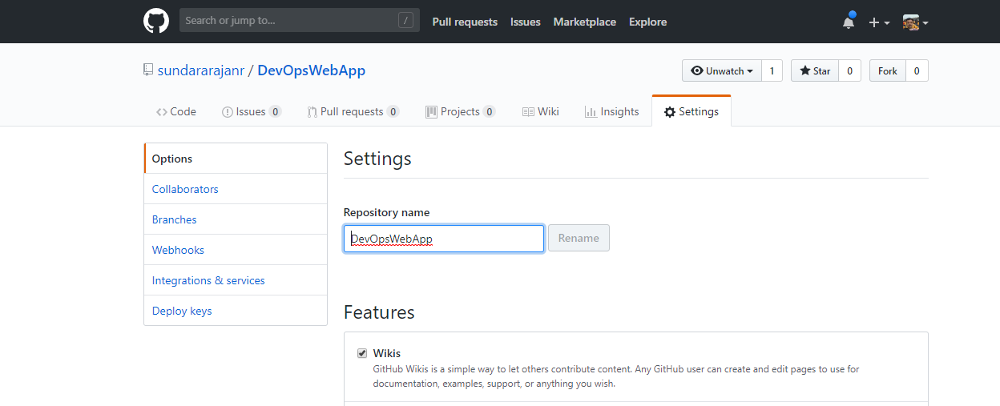 Search or jump to... / Pull requests Issues Marketplace Explore
sundararajanr / DevOpsWebApp Unwatch 1 Star 0 Fork 0
Code Issues 0 Pull requests 0 Projects 0 Wiki Insights Settings
Options
Collaborators
Branches
Webhooks
Integrations & services
Deploy keys
Settings
Repository name
DevOpsWebApp Rename
Features
Wikis
GitHub Wikis is a simple way to let others contribute content. Any GitHub user can create and edit pages to use for
documentation, examples, support, or anything you wish.